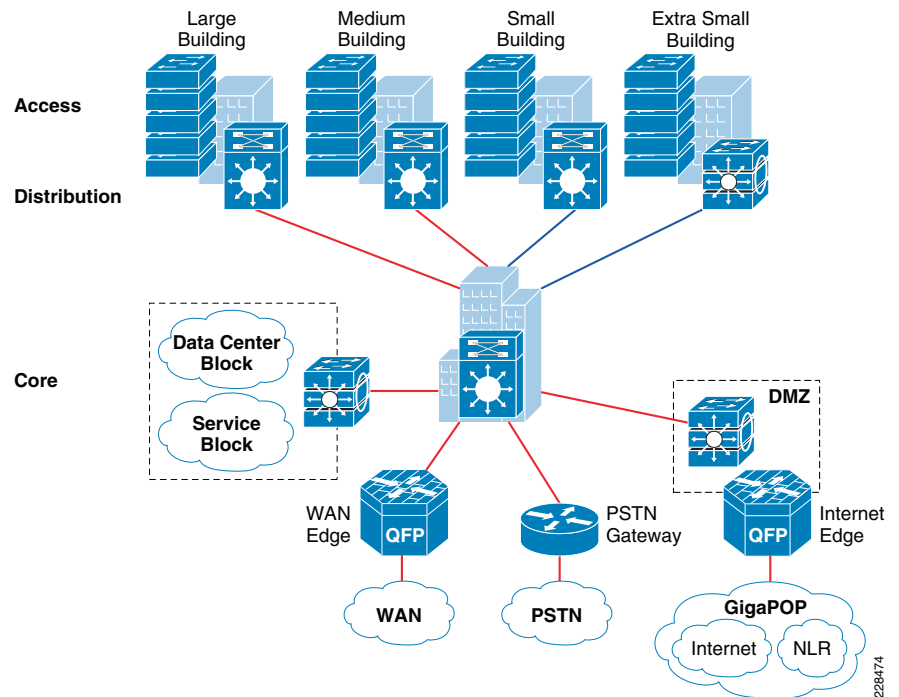 Large
Building
Medium
Building
Small
Building
Extra Small
Building
Access
Distribution
Core
Data Center
Block
Service
Block
DMZ
WAN
Edge
QFP
PSTN
Gateway
QFP
Internet
Edge
WAN
PSTN
GigaPOP
Internet
NLR
228474